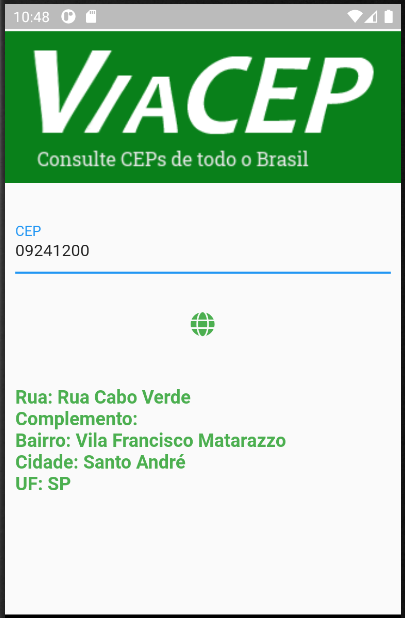 10:48
VIACEP
Consulte CEPs de todo o Brasil
CEP
09241200
Rua: Rua Cabo Verde
Complemento:
Bairro: Vila Francisco Matarazzo
Cidade: Santo André
UF: SP